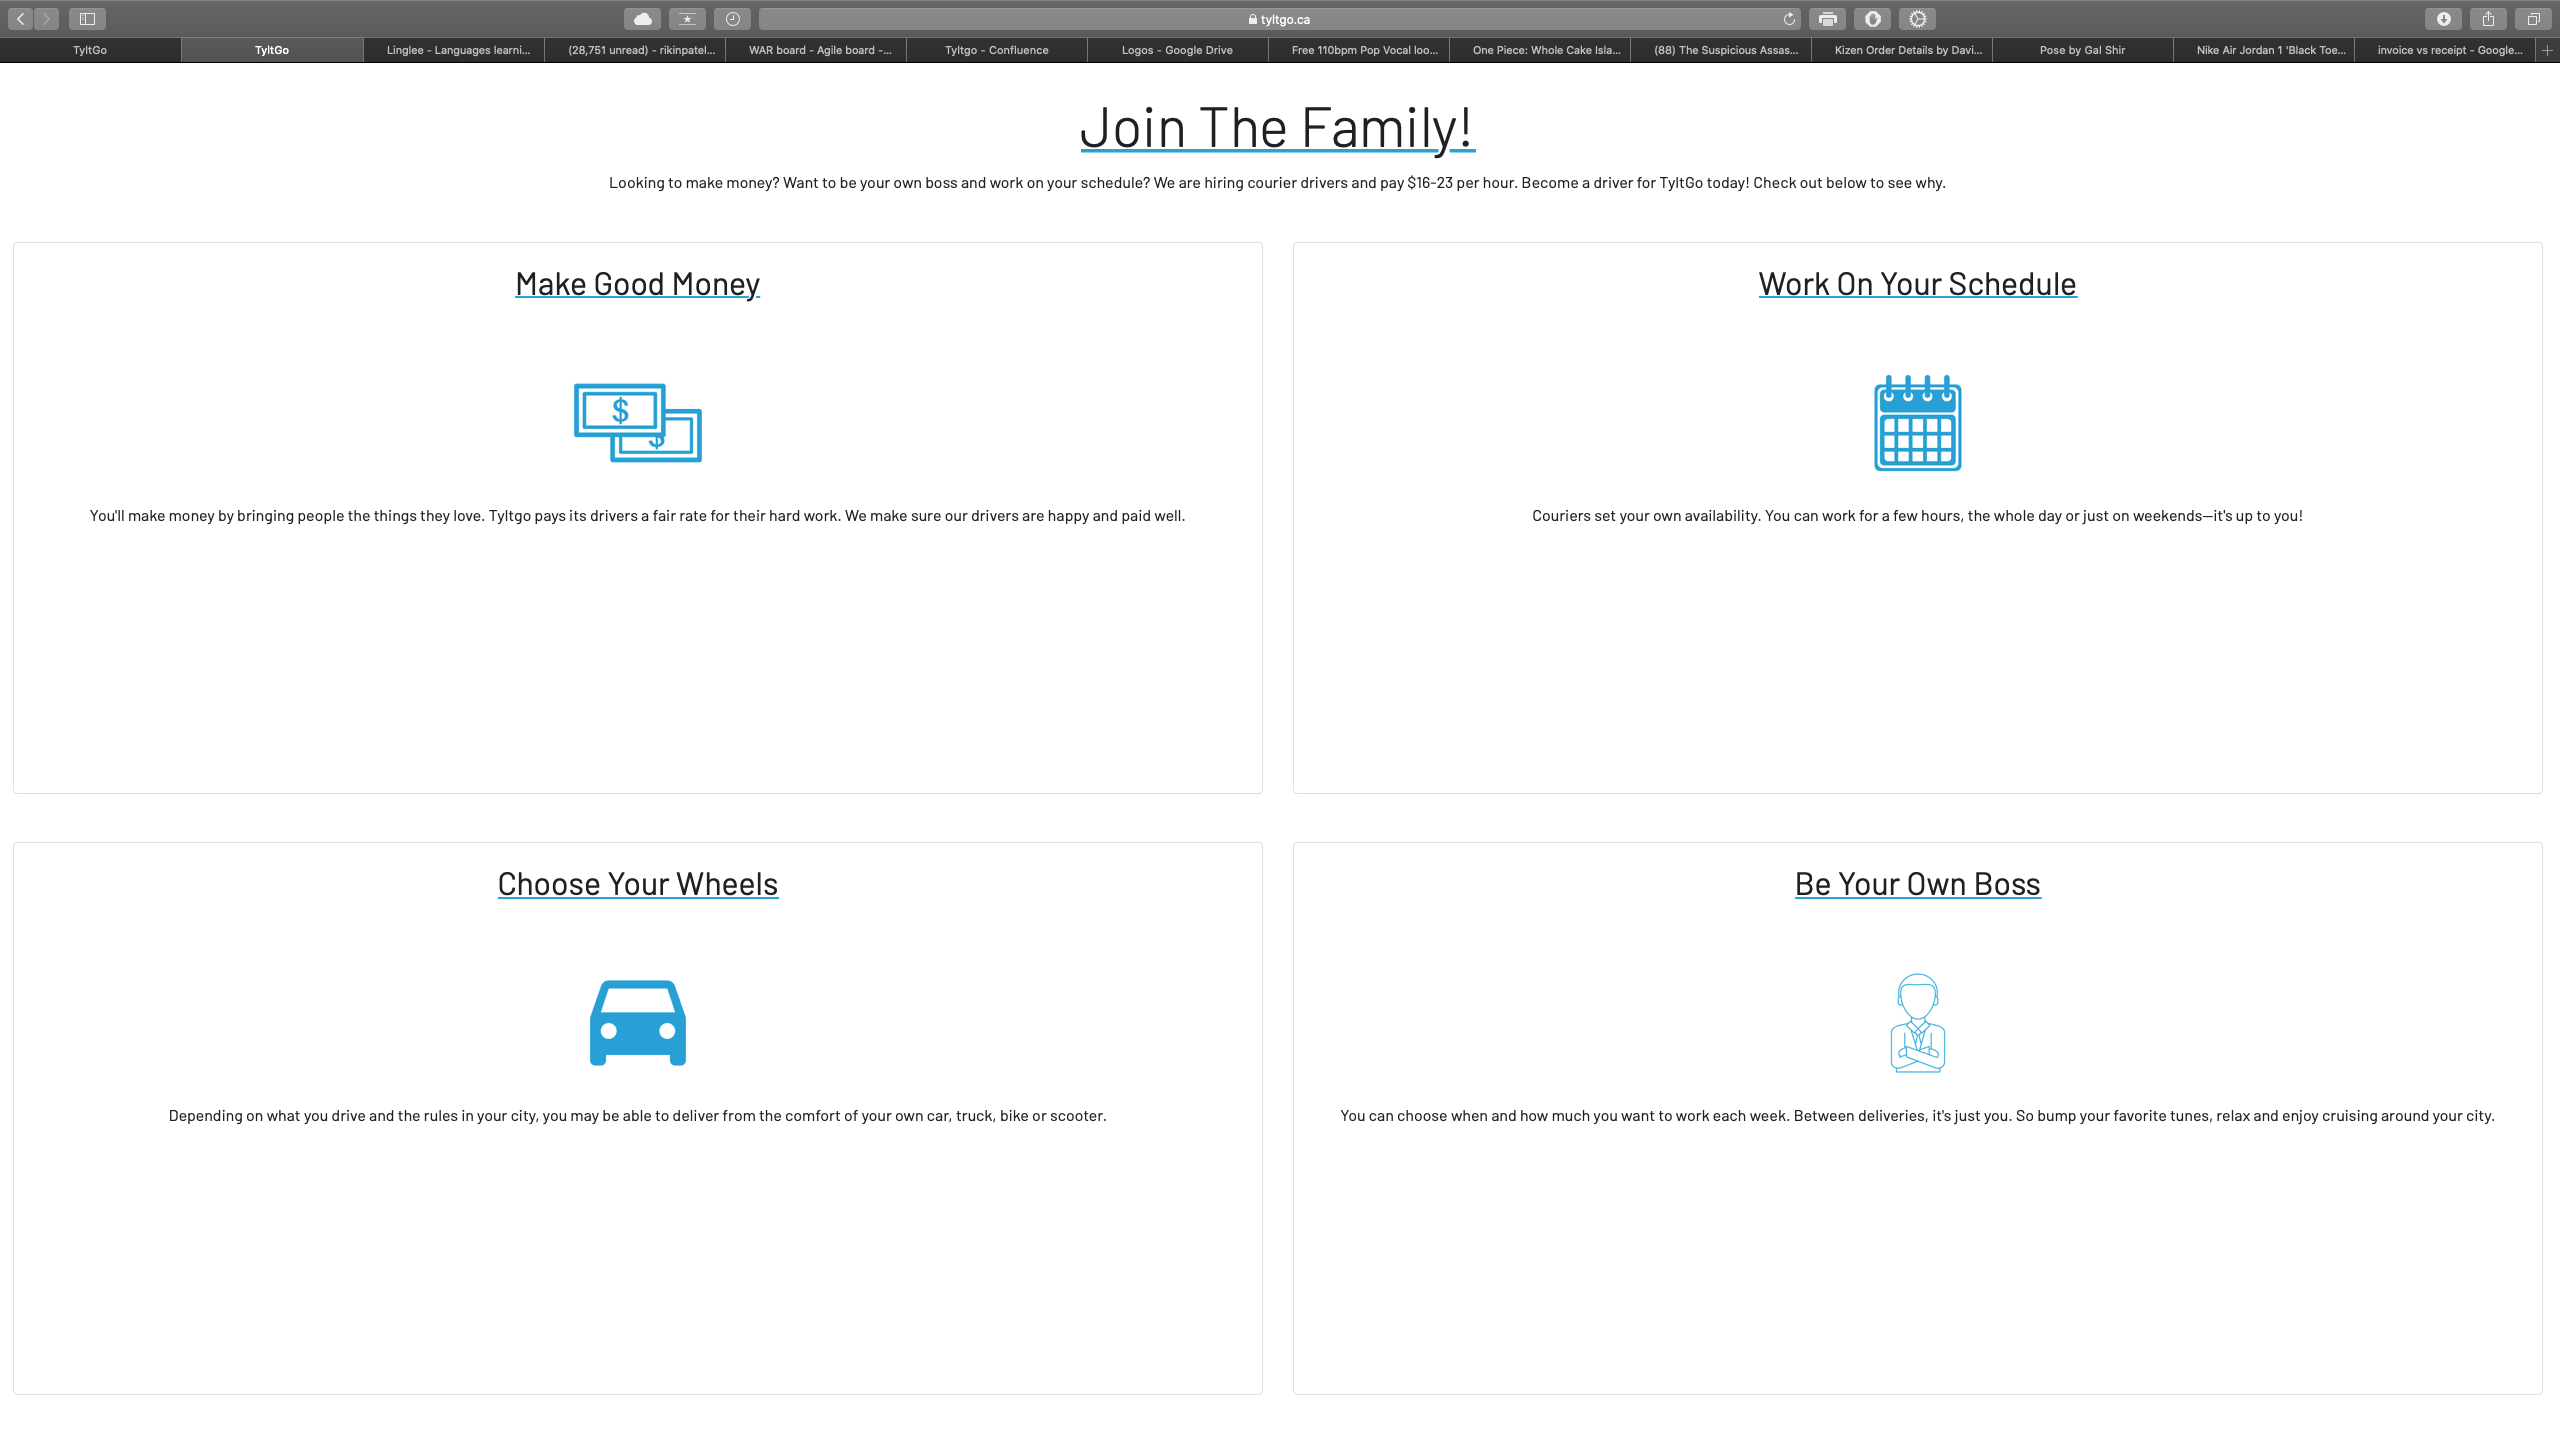 tyltgo.ca
TyltGo
TyltGo
Linglee - Languages learni...
(28,751 unread) - rikinpatel...
WAR board - Agile board -...
Tyltgo - Confluence
Logos - Google Drive
Free 110bpm Pop Vocal loo...
One Piece: Whole Cake Isla...
(88) The Suspicious Assas...
Kizen Order Details by Davi...
Pose by Gal Shir
Nike Air Jordan 1 'Black Toe...
invoice vs receipt - Google...
Join The Family!
Looking to make money? Want to be your own boss and work on your schedule? We are hiring courier drivers and pay $16-23 per hour. Become a driver for TyltGo today! Check out below to see why.
Make Good Money
$
$
You'll make money by bringing people the things they love. Tyltgo pays its drivers a fair rate for their hard work. We make sure our drivers are happy and paid well.
Work On Your Schedule
Couriers set your own availability. You can work for a few hours, the whole day or just on weekends—it's up to you!
Choose Your Wheels
Depending on what you drive and the rules in your city, you may be able to deliver from the comfort of your own car, truck, bike or scooter.
Be Your Own Boss
You can choose when and how much you want to work each week. Between deliveries, it's just you. So bump your favorite tunes, relax and enjoy cruising around your city.